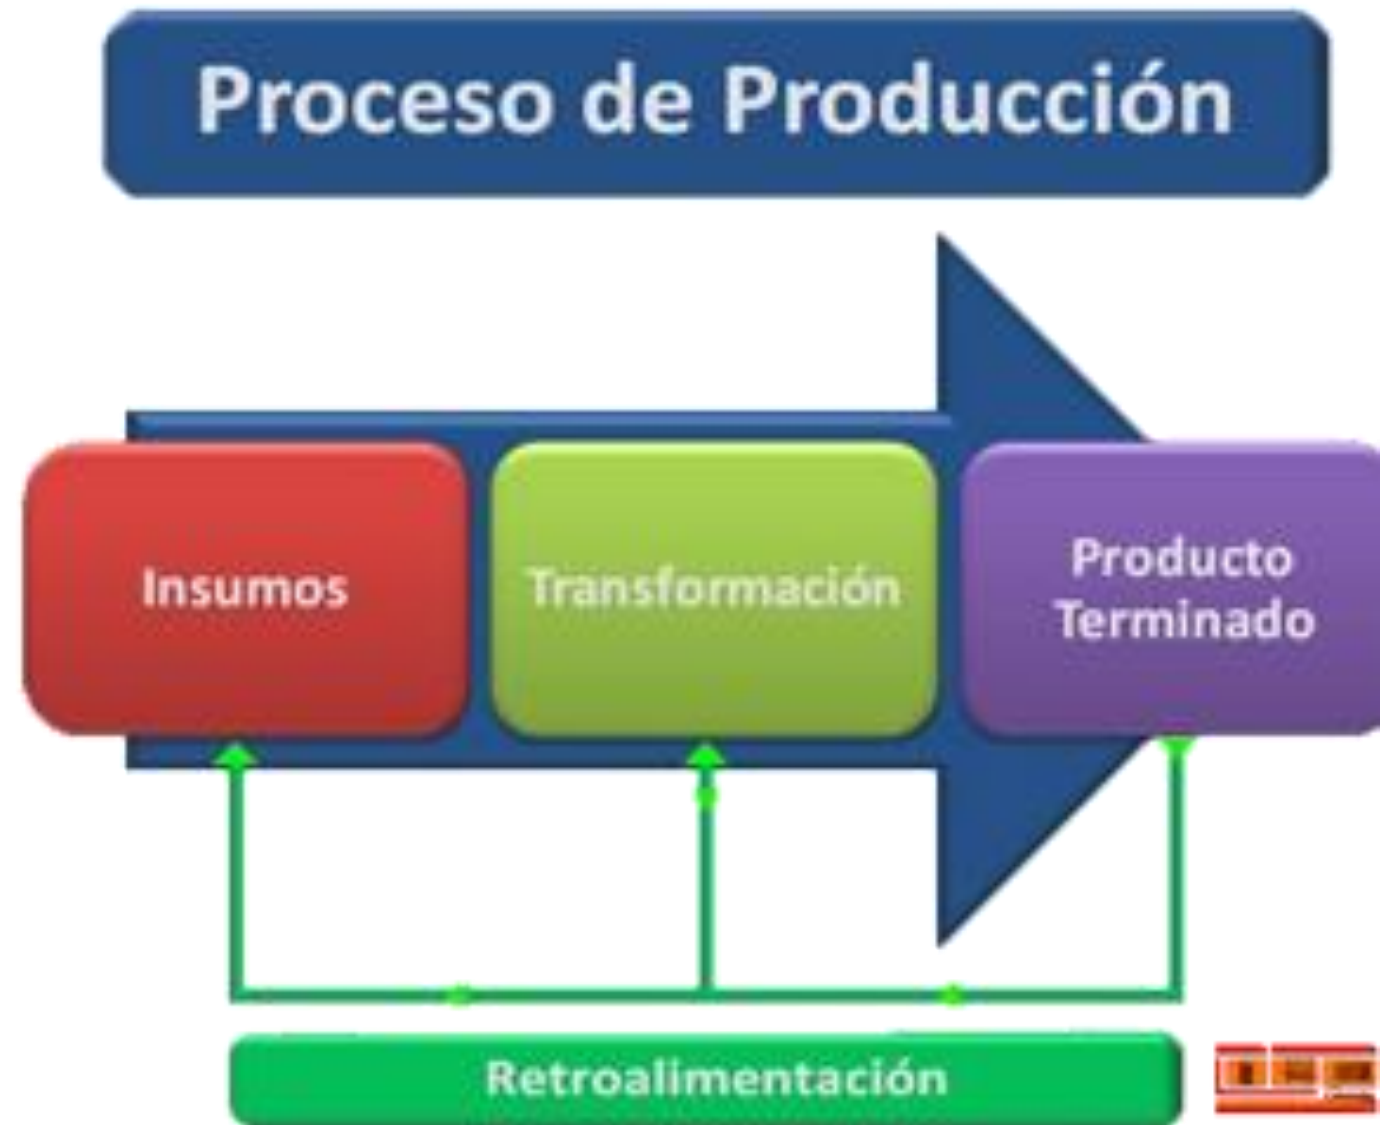 Proceso de Producción
Insumos
Transformación
Producto
Terminado
Retroalimentación